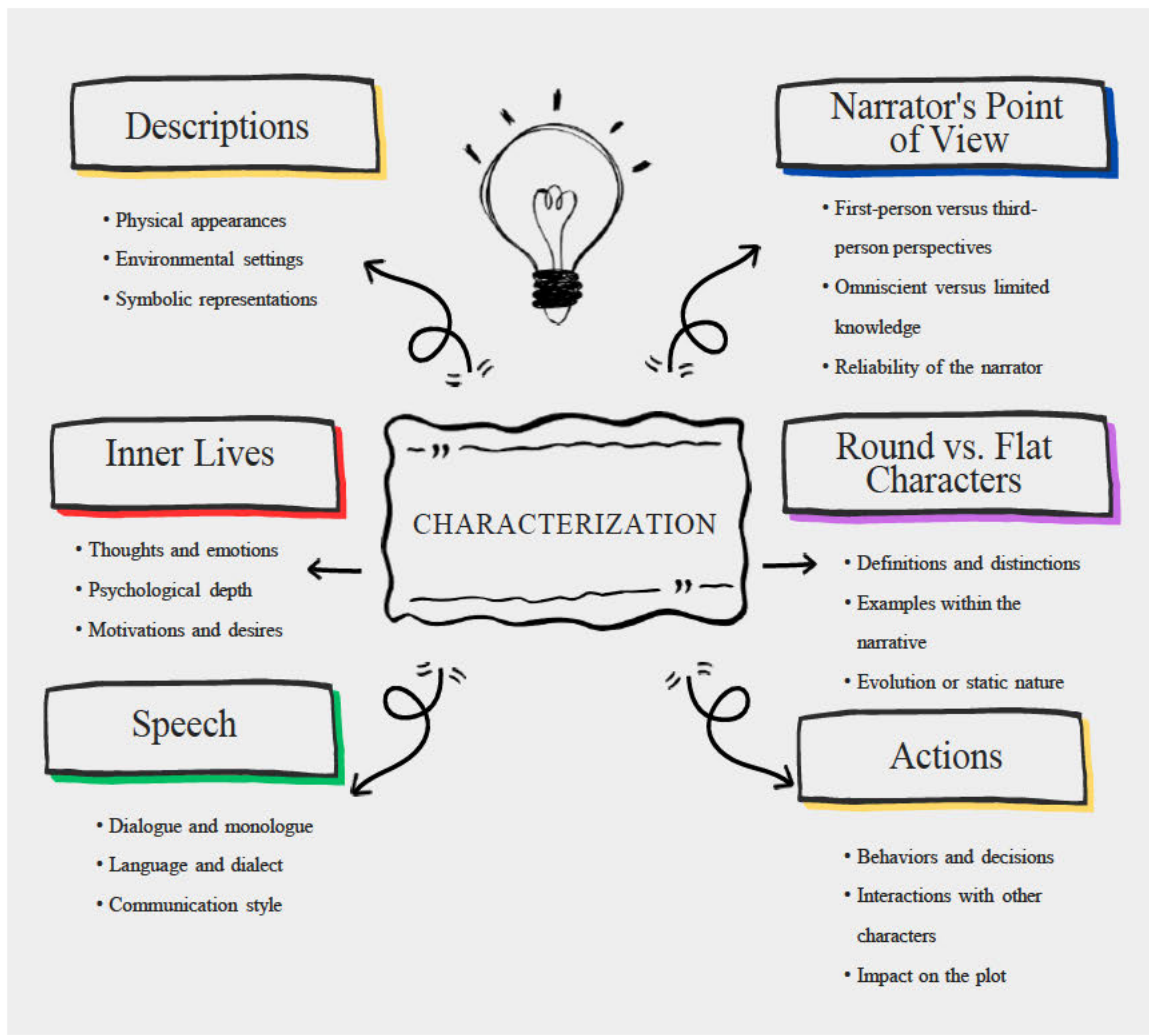 Descriptions
• Physical appearances
• Environmental settings
• Symbolic representations
Narrator's Point
of View
• First-person versus third-
person perspectives
• Omniscient versus limited
knowledge
• Reliability of the narrator
Inner Lives
• Thoughts and emotions
• Psychological depth
• Motivations and desires
CHARACTERIZATION
Round vs. Flat
Characters
• Definitions and distinctions
• Examples within the
narrative
• Evolution or static nature
Speech
• Dialogue and monologue
• Language and dialect
• Communication style
Actions
• Behaviors and decisions
• Interactions with other
characters
• Impact on the plot